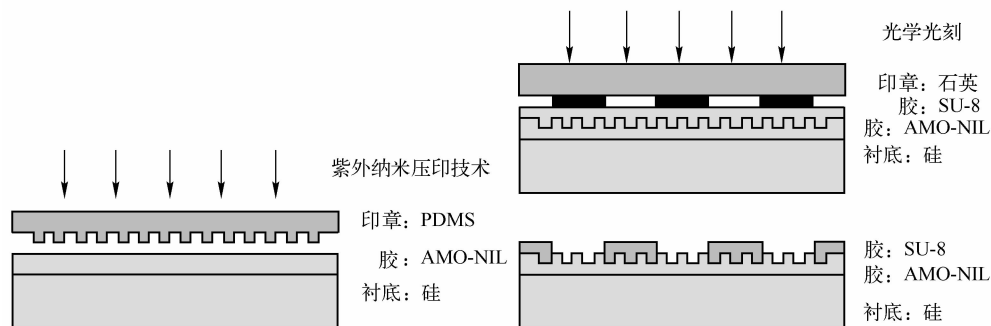 紫外纳米压印技术
印章：PDMS
胶：AMO-NIL
衬底：硅
光学光刻
印章：石英
胶：SU-8
胶：AMO-NIL
衬底：硅
胶：SU-8
胶：AMO-NIL
衬底：硅